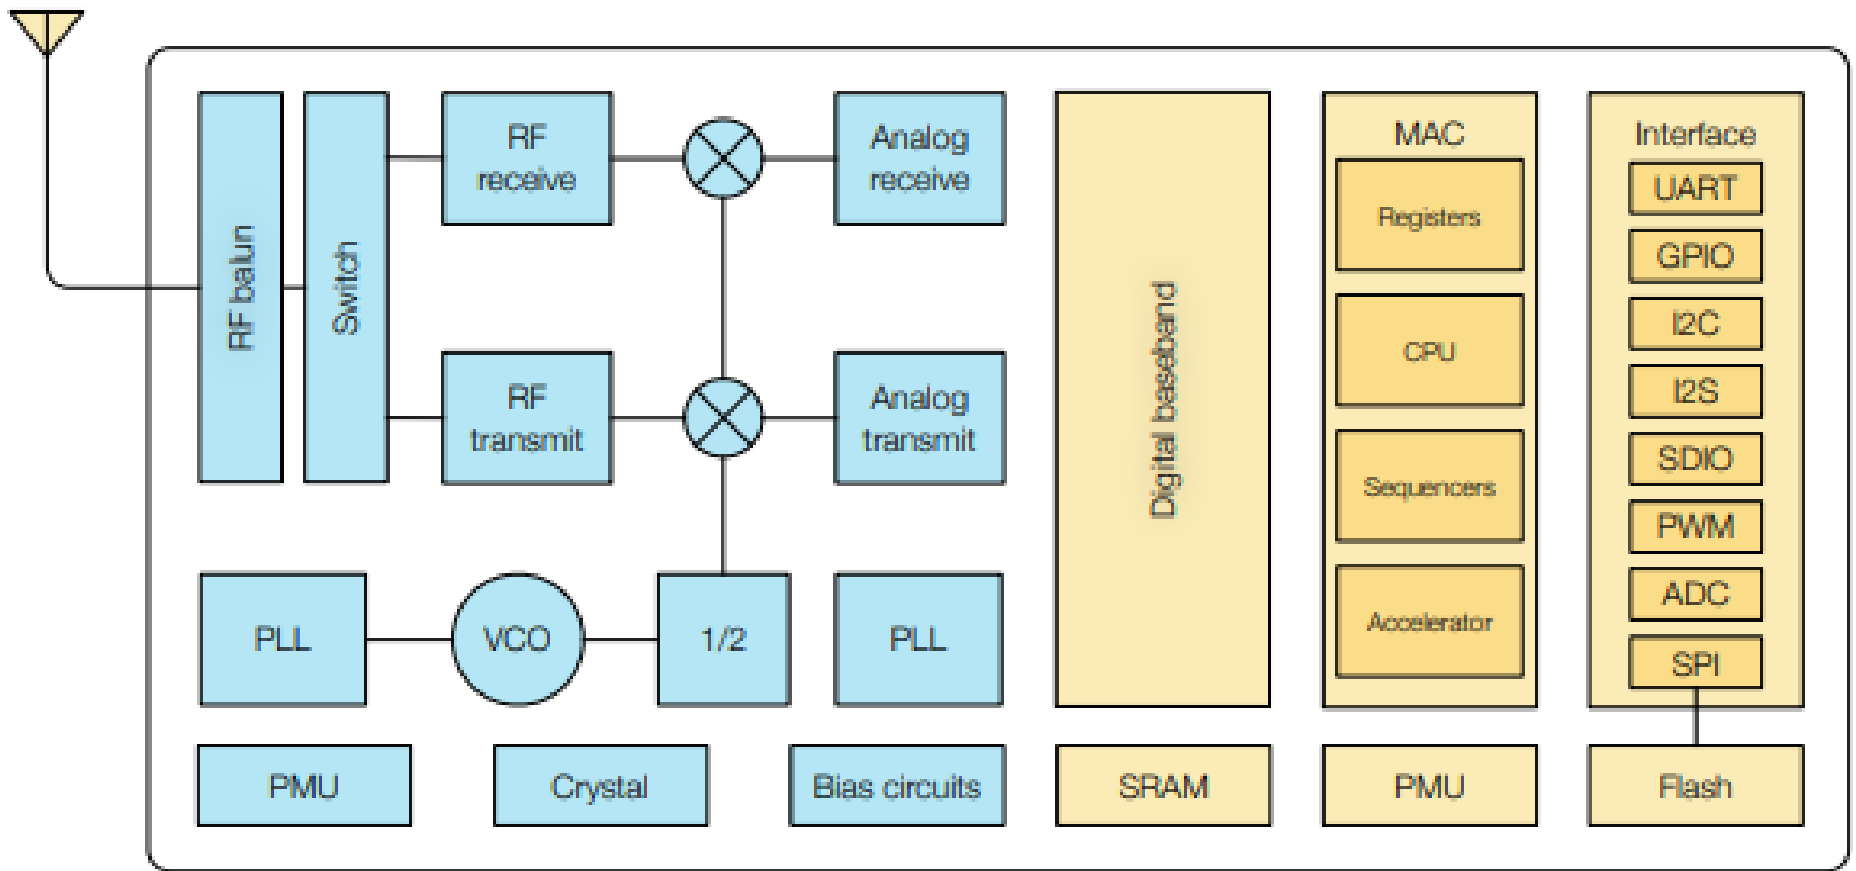 RF balun
Switch
RF
receive
Analog
receive
RF
transmit
Analog
transmit
PLL
VCO
1/2
PLL
PMU
Crystal
Bias circuits
Digital baseband
SRAM
MAC
Registers
CPU
Sequencers
Accelerator
PMU
Interface
UART
GPIO
I2C
I2S
SDIO
PWM
ADC
SPI
Flash